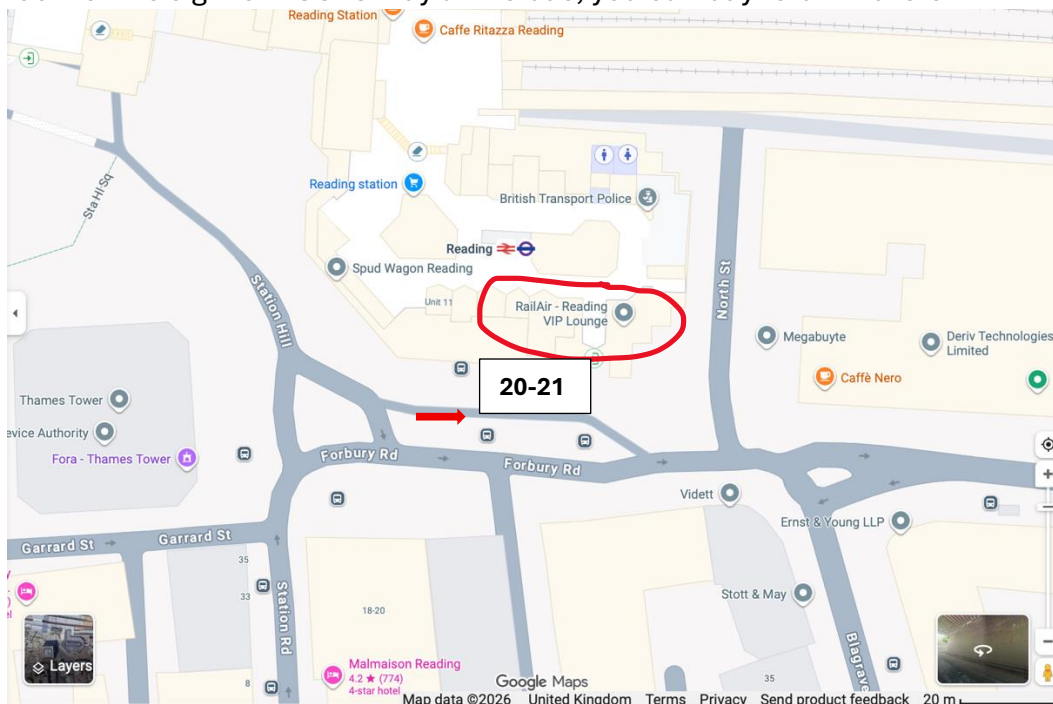 Reading Station
Caffe Ritazza Reading
Sta Hl Sq
Reading station
British Transport Police
Reading
Spud Wagon Reading
Station Hill
Unit 11
RailAir - Reading
VIP Lounge
North St
Megabuyte
Deriv Technologies
Limited
Caffè Nero
20-21
Thames Tower
evice Authority
Fora - Thames Tower
Forbury Rd
Forbury Rd
Vidett
Ernst & Young LLP
Garrard St
Garrard St
35
33
Station Rd
18-20
Stott & May
Blagrave
Layers
Malmaison Reading
4.2 ★ (774)
4-star hotel
8
35
Google Maps
Map data ©2026 United Kingdom Terms Privacy Send product feedback 20 m